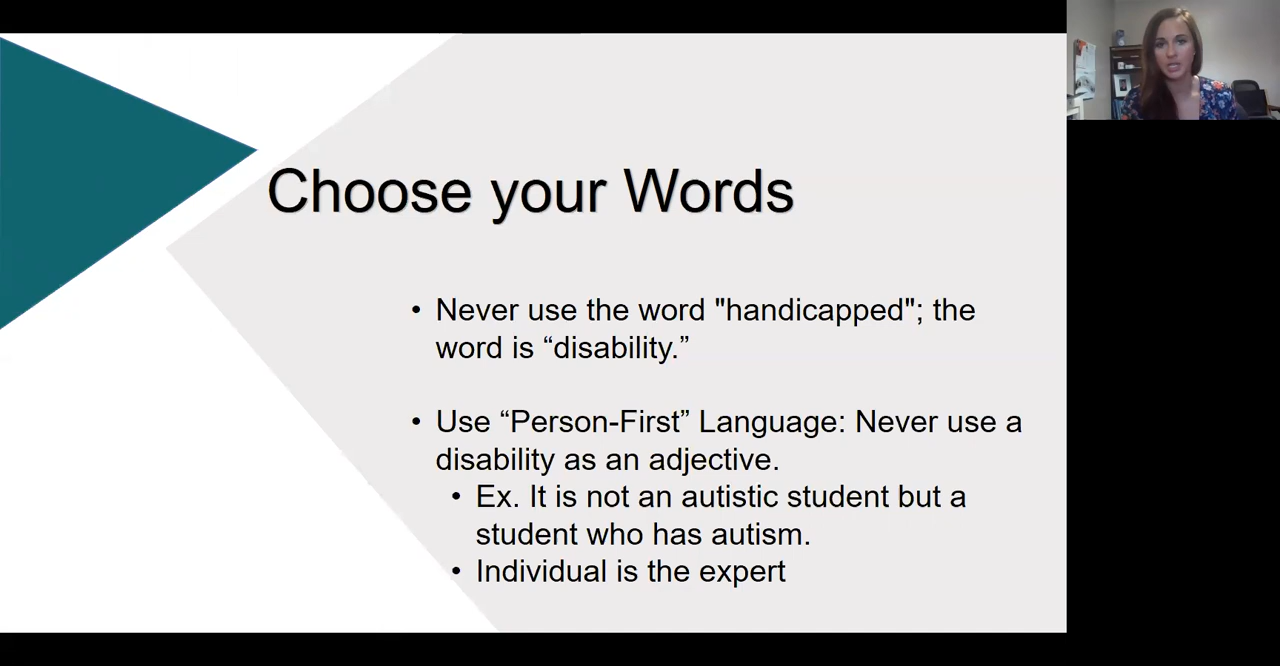 Choose your Words
• Never use the word "handicapped"; the
word is “disability.”
• Use “Person-First” Language: Never use a
disability as an adjective.
• Ex. It is not an autistic student but a
student who has autism.
• Individual is the expert